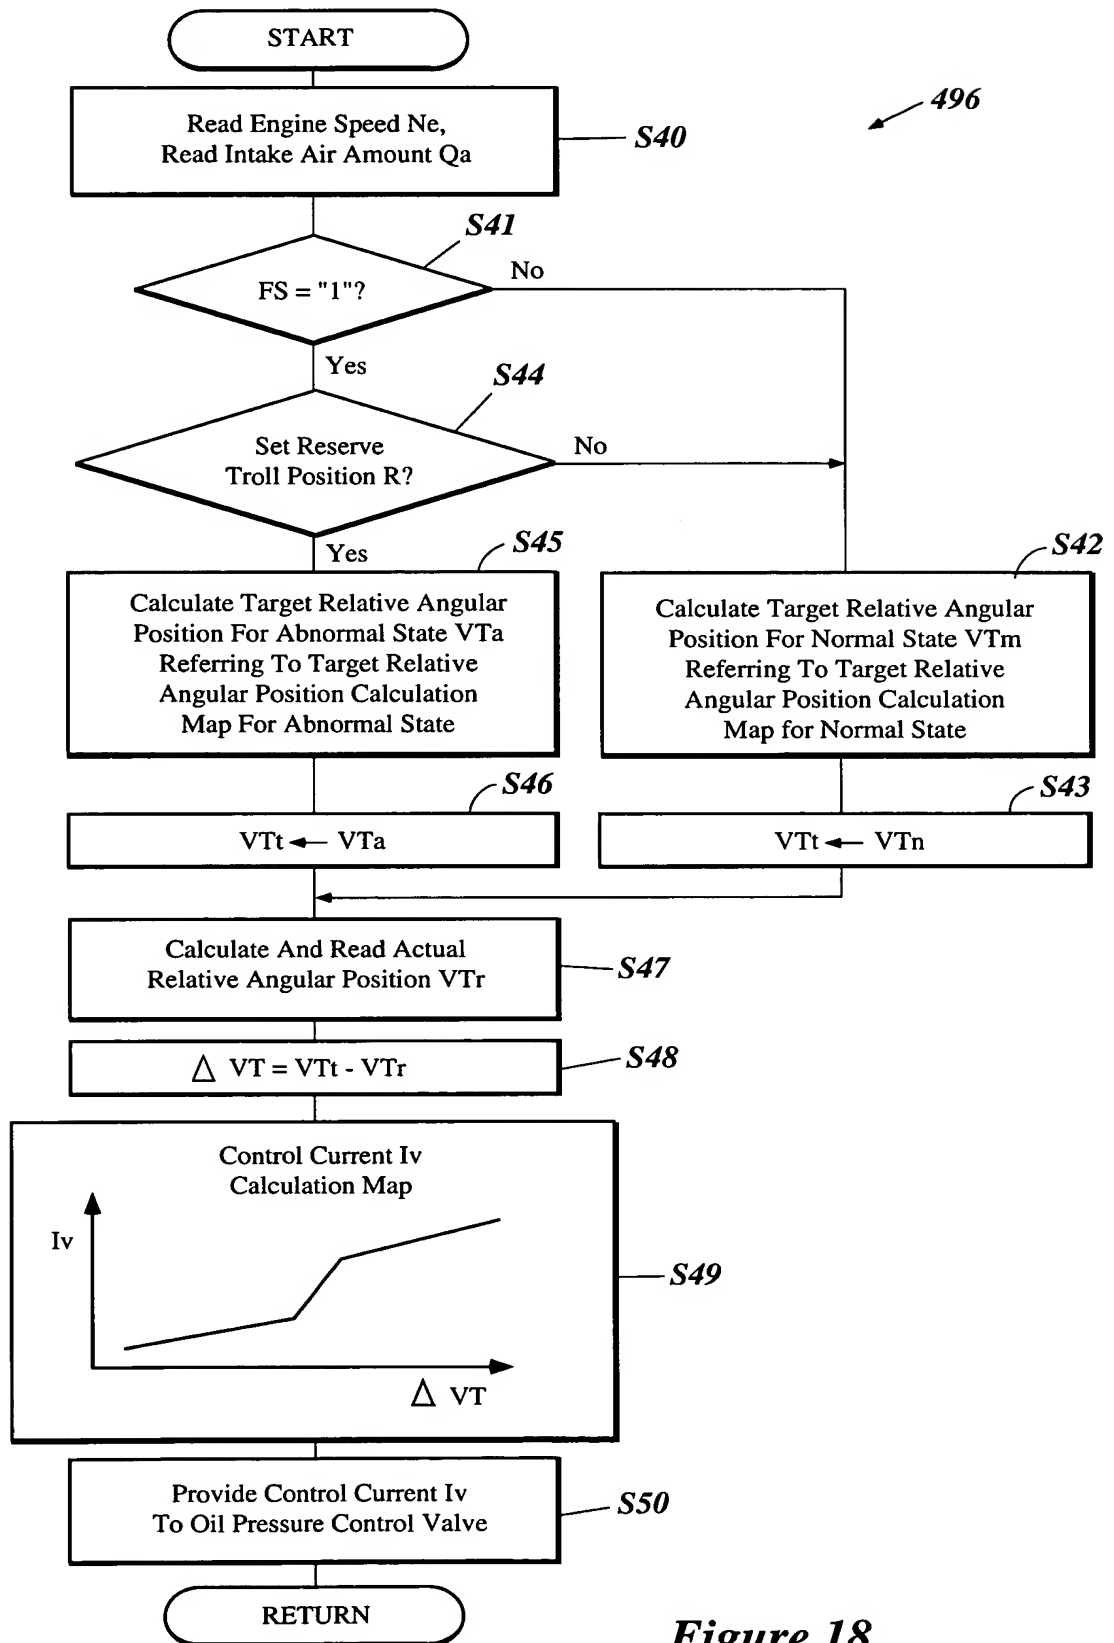 START
496
Read Engine Speed Ne,
Read Intake Air Amount Qa
S40
S41
FS = "1"?
No
Yes
S44
Set Reserve
Troll Position R?
No
Yes
S45
Calculate Target Relative Angular
Position For Abnormal State VTa
Referring To Target Relative
Angular Position Calculation
Map For Abnormal State
S42
Calculate Target Relative Angular
Position For Normal State VTm
Referring To Target Relative
Angular Position Calculation
Map for Normal State
S46
VTt ← VTa
S43
VTt ← VTn
Calculate And Read Actual
Relative Angular Position VTr
S47
Δ VT = VTt - VTr
S48
Control Current Iv
Calculation Map
Iv
Δ VT
S49
Provide Control Current Iv
To Oil Pressure Control Valve
S50
RETURN
Figure 18